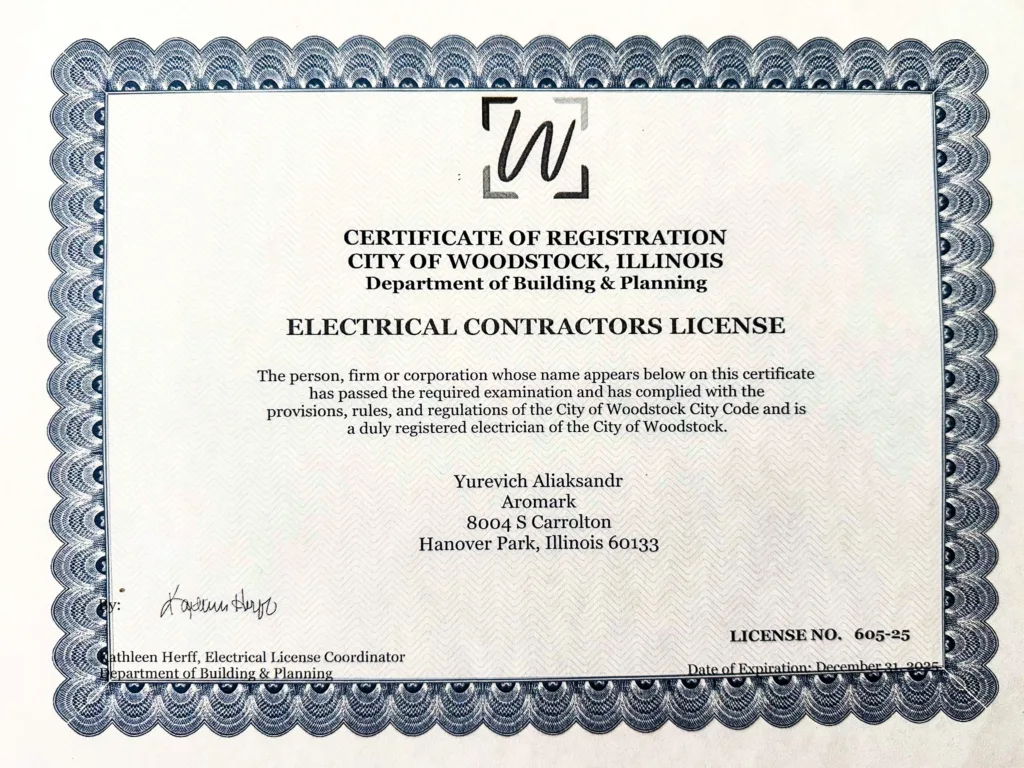 W
CERTIFICATE OF REGISTRATION
CITY OF WOODSTOCK, ILLINOIS
Department of Building & Planning
ELECTRICAL CONTRACTORS LICENSE
The person, firm or corporation whose name appears below on this certificate
has passed the required examination and has complied with the
provisions, rules, and regulations of the City of Woodstock City Code and is
a duly registered electrician of the City of Woodstock.
Yurevich Aliaksandr
Aromark
8004 S Carrolton
Hanover Park, Illinois 60133
By:
LICENSE NO. 605-25
Kathleen Herff, Electrical License Coordinator
Department of Building & Planning
Date of Expiration: December 31, 2025